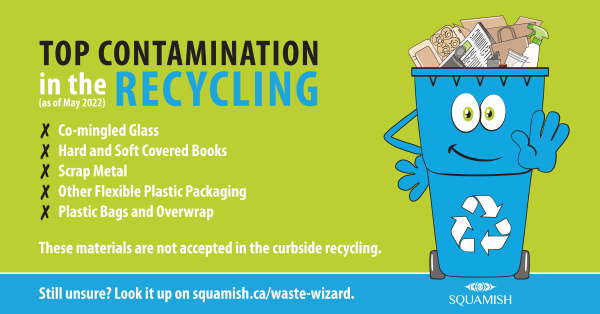 TOP CONTAMINATION
in the RECYCLING
(as of May 2022)
✗ Co-mingled Glass
✗ Hard and Soft Covered Books
✗ Scrap Metal
✗ Other Flexible Plastic Packaging
✗ Plastic Bags and Overwrap
These materials are not accepted in the curbside recycling.
Still unsure? Look it up on squamish.ca/waste-wizard.
SQUAMISH